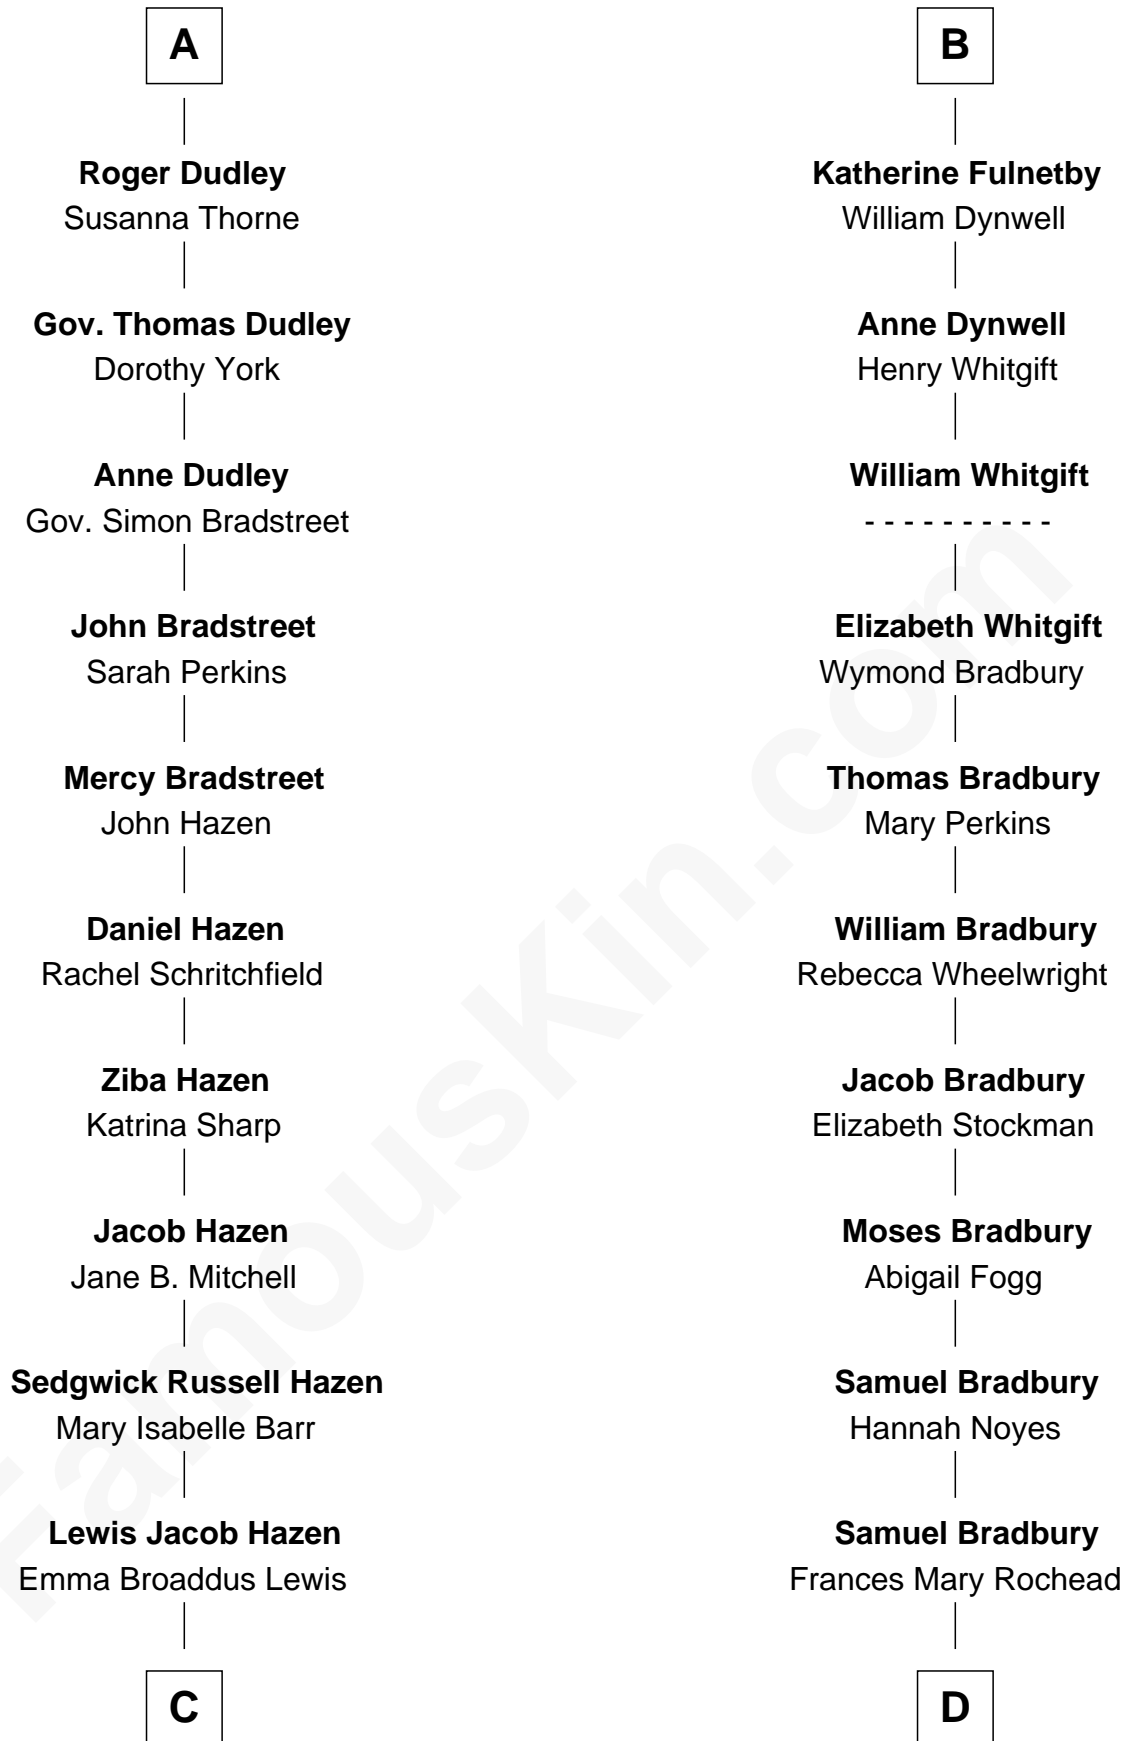 A
Roger Dudley
Susanna Thorne
Gov. Thomas Dudley
Dorothy York
Anne Dudley
Gov. Simon Bradstreet
John Bradstreet
Sarah Perkins
Mercy Bradstreet
John Hazen
Daniel Hazen
Rachel Schritchfield
Ziba Hazen
Katrina Sharp
Jacob Hazen
Jane B. Mitchell
Sedgwick Russell Hazen
Mary Isabelle Barr
Lewis Jacob Hazen
Emma Broaddus Lewis
C
B
Katherine Fulnetby
William Dynwell
Anne Dynwell
Henry Whitgift
William Whitgift
- - - - - - - - - -
Elizabeth Whitgift
Wymond Bradbury
Thomas Bradbury
Mary Perkins
William Bradbury
Rebecca Wheelwright
Jacob Bradbury
Elizabeth Stockman
Moses Bradbury
Abigail Fogg
Samuel Bradbury
Hannah Noyes
Samuel Bradbury
Frances Mary Rochead
D
FamousKin.com